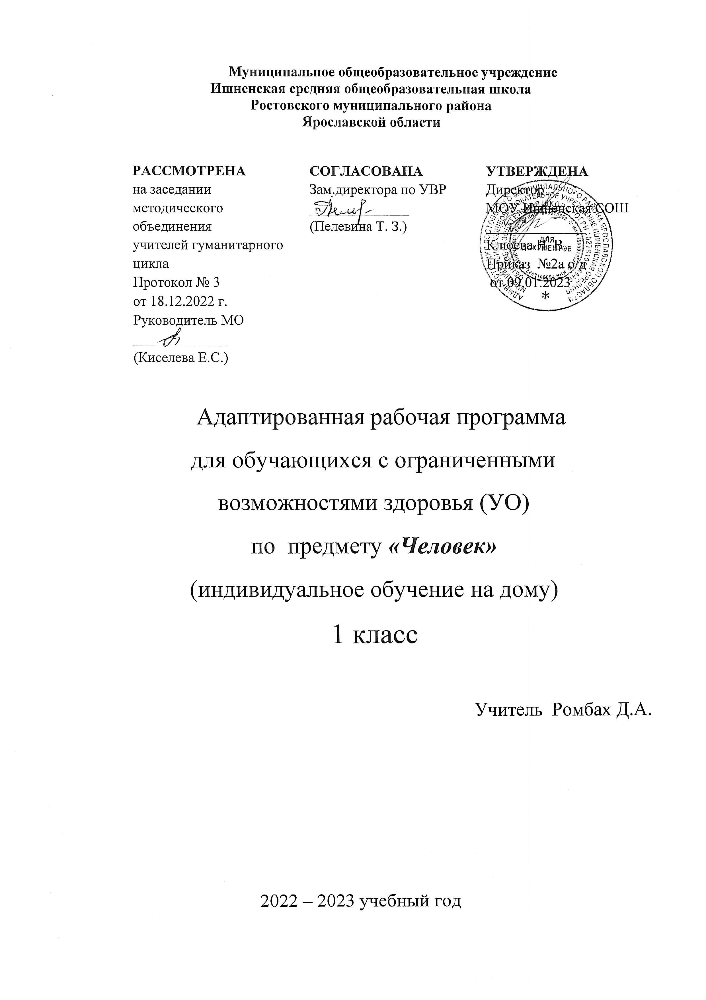 Муниципальное общеобразовательное учреждение
Ишненская средняя общеобразовательная школа
Ростовского муниципального района
Ярославской области
РАССМОТРЕНА
на заседании
методического
объединения
учителей гуманитарного
цикла
Протокол № 3
от 18.12.2022 г.
Руководитель МО
(Киселева Е.С.)
СОГЛАСОВАНА
Зам.директора по УВР
(Пелевина Т. З.)
УТВЕРЖДЕНА
Директор
МОУ Ишненская СОШ
Клюева Н. В.
Приказ №2а о/д
от 09.01.2023
ДЛЯ
ДОКУМЕНТОВ
Адаптированная рабочая программа
для обучающихся с ограниченными
возможностями здоровья (УО)
по предмету «Человек»
(индивидуальное обучение на дому)
1 класс
Учитель Ромбах Д.А.
2022 – 2023 учебный год